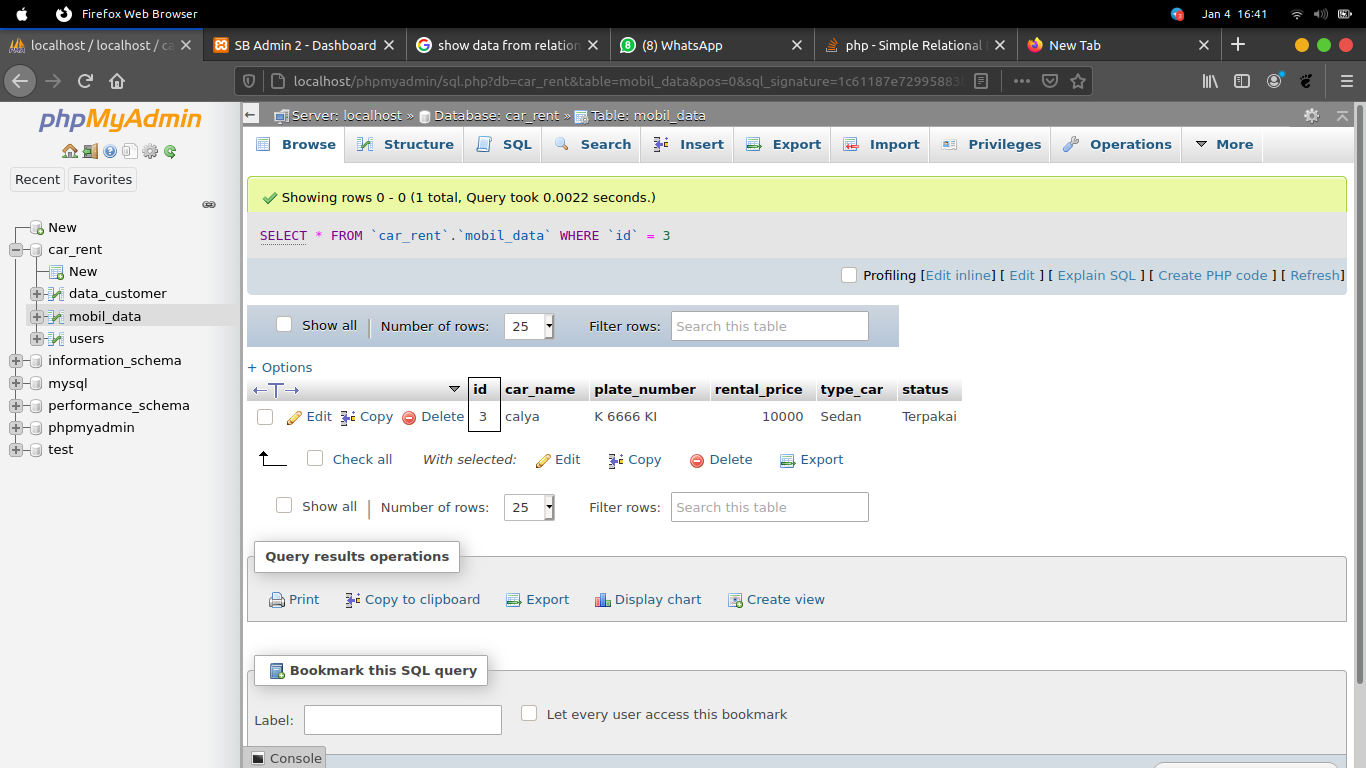 Firefox Web Browser
Jan 4 16:41
localhost / localhost / ca
SB Admin 2 - Dashboard
show data from relation
(8) WhatsApp
php - Simple Relational
New Tab
localhost/phpmyadmin/sql.php?db=car_rent&table=mobil_data&pos=0&sql_signature=1c61187e7299588
phpMyAdmin
Recent
Favorites
New
car_rent
New
data_customer
mobil_data
users
information_schema
mysql
performance_schema
phpmyadmin
test
Server: localhost » Database: car_rent » Table: mobil_data
Browse Structure SQL Search Insert Export Import Privileges Operations More
Showing rows 0 - 0 (1 total, Query took 0.0022 seconds.)
SELECT * FROM `car_rent`.`mobil_data` WHERE `id` = 3
Profiling [Edit inline] [ Edit ] [ Explain SQL ] [ Create PHP code ] [ Refresh]
Show all | Number of rows: 25 Filter rows: Search this table
+ Options
←T→ id car_name plate_number rental_price type_car status
Edit Copy Delete 3 calya K 6666 KI 10000 Sedan Terpakai
Check all With selected: Edit Copy Delete Export
Show all | Number of rows: 25 Filter rows: Search this table
Query results operations
Print Copy to clipboard Export Display chart Create view
Bookmark this SQL query
Label: Let every user access this bookmark
Console